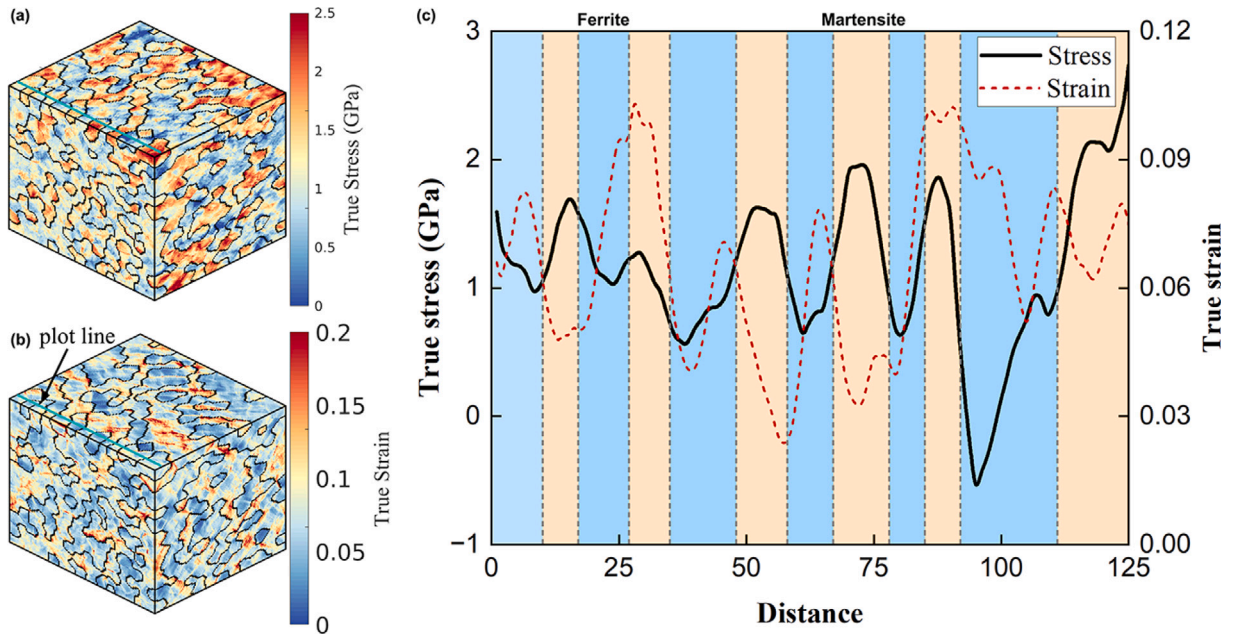 (a)
2.5
2
1.5
1
0.5
0
True Stress (GPa)
(b)
plot line
0.2
0.15
0.1
0.05
0
True Strain
(c)
Ferrite
Martensite
Stress
Strain
3
2
1
0
−1
True stress (GPa)
0.12
0.09
0.06
0.03
0.00
True strain
0
25
50
75
100
125
Distance